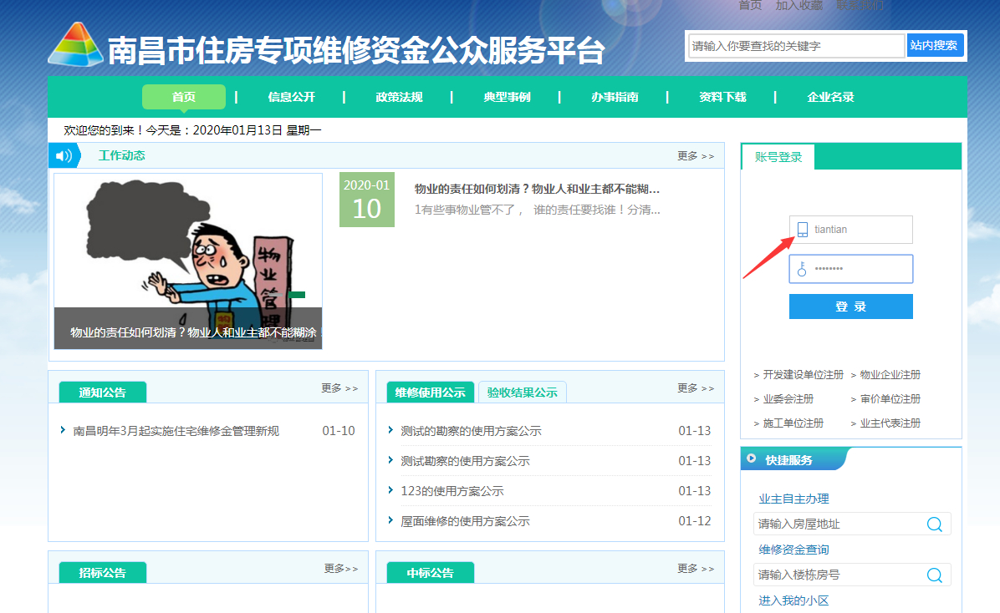 首页 加入收藏 联系我们
南昌市住房专项维修资金公众服务平台
请输入你要查找的关键字 站内搜索
首页 | 信息公开 | 政策法规 | 典型事例 | 办事指南 | 资料下载 | 企业名录
欢迎您的到来！今天是：2020年01月13日 星期一
工作动态 更多 >>
物业管理
物业的责任如何划清？物业人和业主都不能糊涂！
2020-01
10
物业的责任如何划清？物业人和业主都不能糊...
1有些事物业管不了， 谁的责任要找谁！分清...
账号登录
tiantian
••••••••
登 录
> 开发建设单位注册 > 物业企业注册
> 业委会注册 > 审价单位注册
> 施工单位注册 > 业主代表注册
通知公告 更多 >>
南昌明年3月起实施住宅维修金管理新规 01-10
维修使用公示 验收结果公示 更多 >>
测试的勘察的使用方案公示 01-13
测试勘察的使用方案公示 01-13
123的使用方案公示 01-13
屋面维修的使用方案公示 01-12
快捷服务
业主自主办理
请输入房屋地址
维修资金查询
请输入楼栋房号
进入我的小区
招标公告 更多>>
中标公告 更多 >>